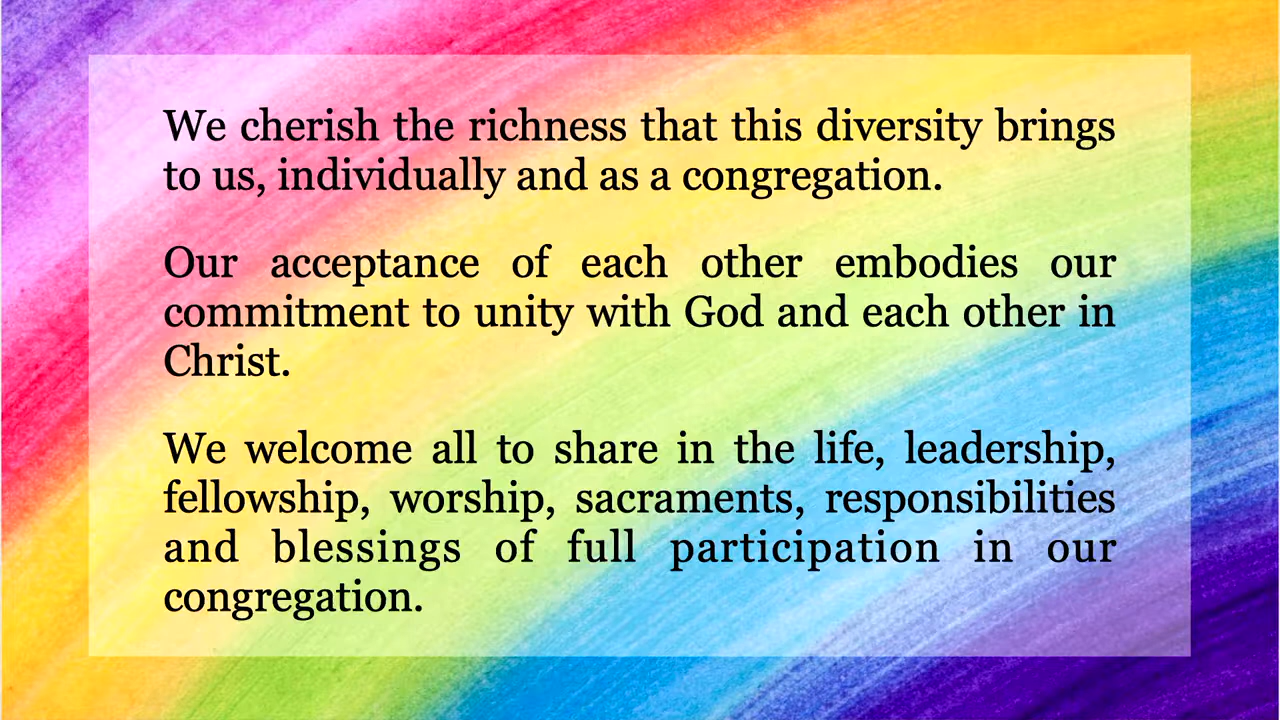 We cherish the richness that this diversity brings
to us, individually and as a congregation.
Our acceptance of each other embodies our
commitment to unity with God and each other in
Christ.
We welcome all to share in the life, leadership,
fellowship, worship, sacraments, responsibilities
and blessings of full participation in our
congregation.